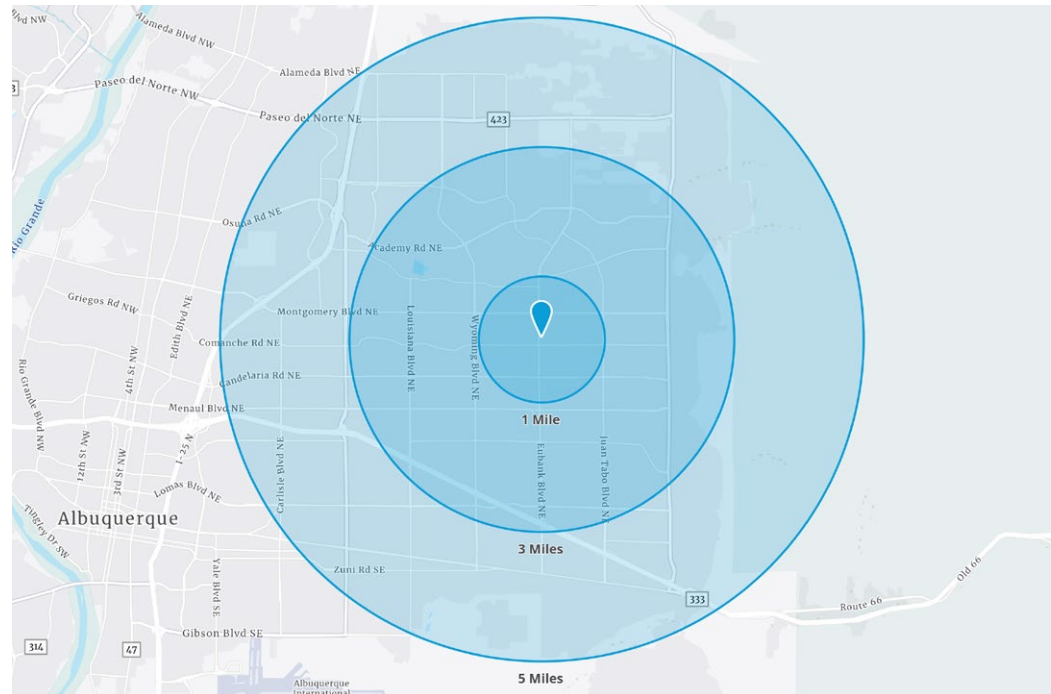 Blvd NW
Alameda Blvd NW
Alameda Blvd NE
Paseo del Norte NW
Paseo del Norte NE
423
Rio Grande
Osuna Rd NE
Academy Rd NE
Griegos Rd NW
Edith Blvd NE
Montgomery Blvd NE
Louisiana Blvd NE
Wyoming Blvd NE
Comanche Rd NE
4th St NW
Rio Grande Blvd NW
Candelaria Rd NE
Menaul Blvd NE
1 Mile
12th St NW
3rd St NW
I-25 N
Carlisle Blvd NE
Eubank Blvd NE
Juan Tabo Blvd NE
Lomas Blvd NE
Albuquerque
Tingley Dr SW
3 Miles
Zuni Rd SE
Yale Blvd SE
Old 66
333
Route 66
Gibson Blvd SE
314
47
5 Miles
Albuquerque
International